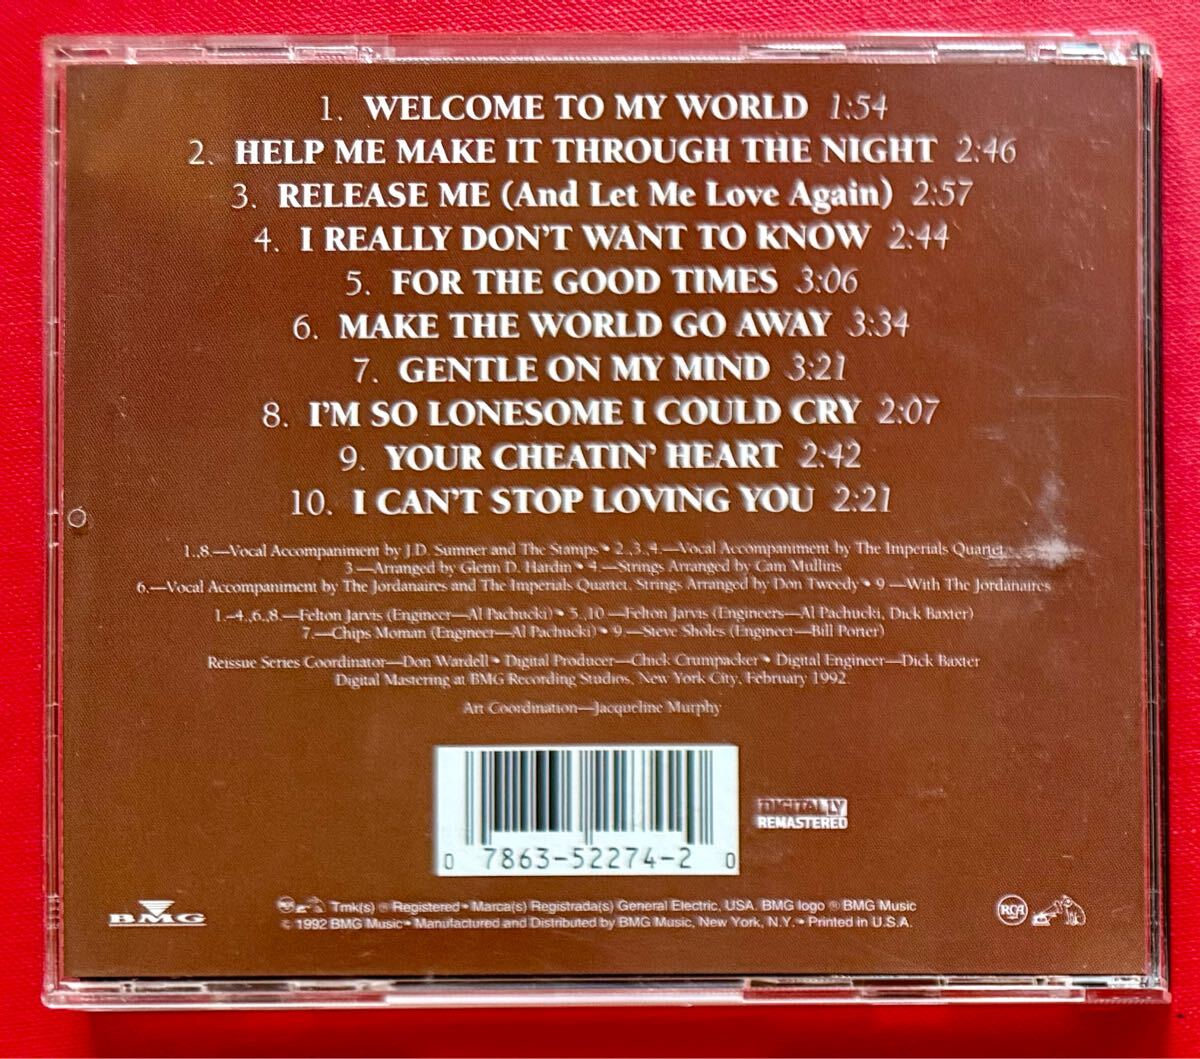 1. WELCOME TO MY WORLD 1:54
2. HELP ME MAKE IT THROUGH THE NIGHT 2:46
3. RELEASE ME (And Let Me Love Again) 2:57
4. I REALLY DON'T WANT TO KNOW 2:44
5. FOR THE GOOD TIMES 3:06
6. MAKE THE WORLD GO AWAY 3:34
7. GENTLE ON MY MIND 3:21
8. I'M SO LONESOME I COULD CRY 2:07
9. YOUR CHEATIN' HEART 2:42
10. I CAN'T STOP LOVING YOU 2:21
1.,8.—Vocal Accompaniment by J.D. Sumner and The Stamps • 2.,3.,4.—Vocal Accompaniment by The Imperials Quartet
3—Arranged by Glenn D. Hardin • 4.—Strings Arranged by Cam Mullins
6.—Vocal Accompaniment by The Jordanaires and The Imperials Quartet, Strings Arranged by Don Tweedy • 9.—With The Jordanaires
1.–4.,6.,8—Felton Jarvis (Engineer—Al Pachucki) • 5.,10.—Felton Jarvis (Engineers—Al Pachucki, Dick Baxter)
7.—Chips Moman (Engineer—Al Pachucki) • 9.—Steve Sholes (Engineer—Bill Porter)
Reissue Series Coordinator—Don Wardell • Digital Producer—Chick Crumpacker • Digital Engineer—Dick Baxter
Digital Mastering at BMG Recording Studios, New York City, February 1992
Art Coordination—Jacqueline Murphy
DIGITALLY
REMASTERED
0 7863-52274-2 0
BMG
Tmk(s) ® Registered • Marca(s) Registrada(s) General Electric, USA. BMG logo ® BMG Music
© 1992 BMG Music • Manufactured and Distributed by BMG Music, New York, N.Y. • Printed in U.S.A.
RCA